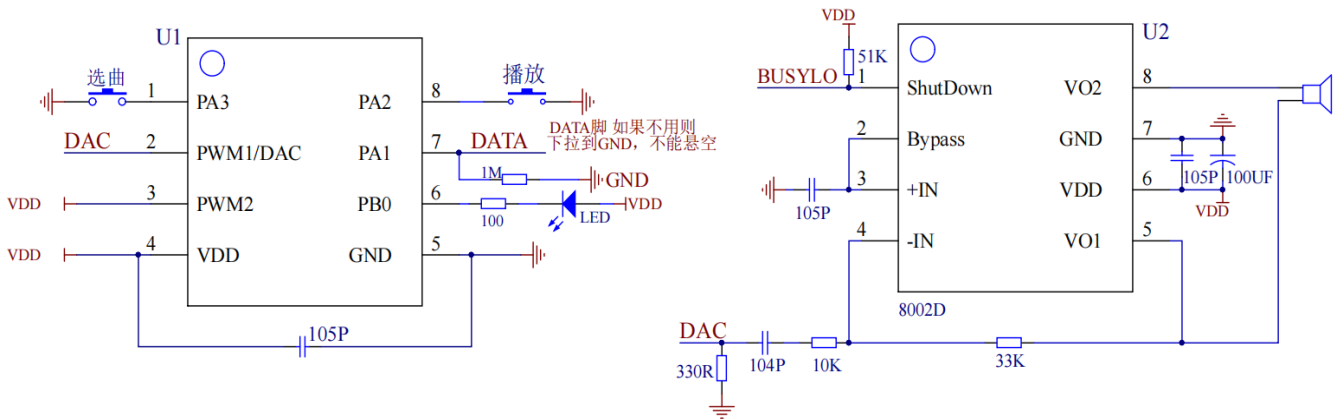 U1
选曲
1
PA3
DAC
2
PWM1/DAC
VDD
3
PWM2
VDD
4
VDD
播放
8
PA2
DATA脚 如果不用则
下拉到GND，不能悬空
7
DATA
PA1
1M
GND
6
PB0
100
LED
VDD
5
GND
105P
VDD
51K
U2
BUSYLO
1
ShutDown
2
Bypass
105P
3
+IN
4
-IN
8
VO2
7
GND
105P
100UF
6
VDD
VDD
5
VO1
8002D
DAC
330R
104P
10K
33K